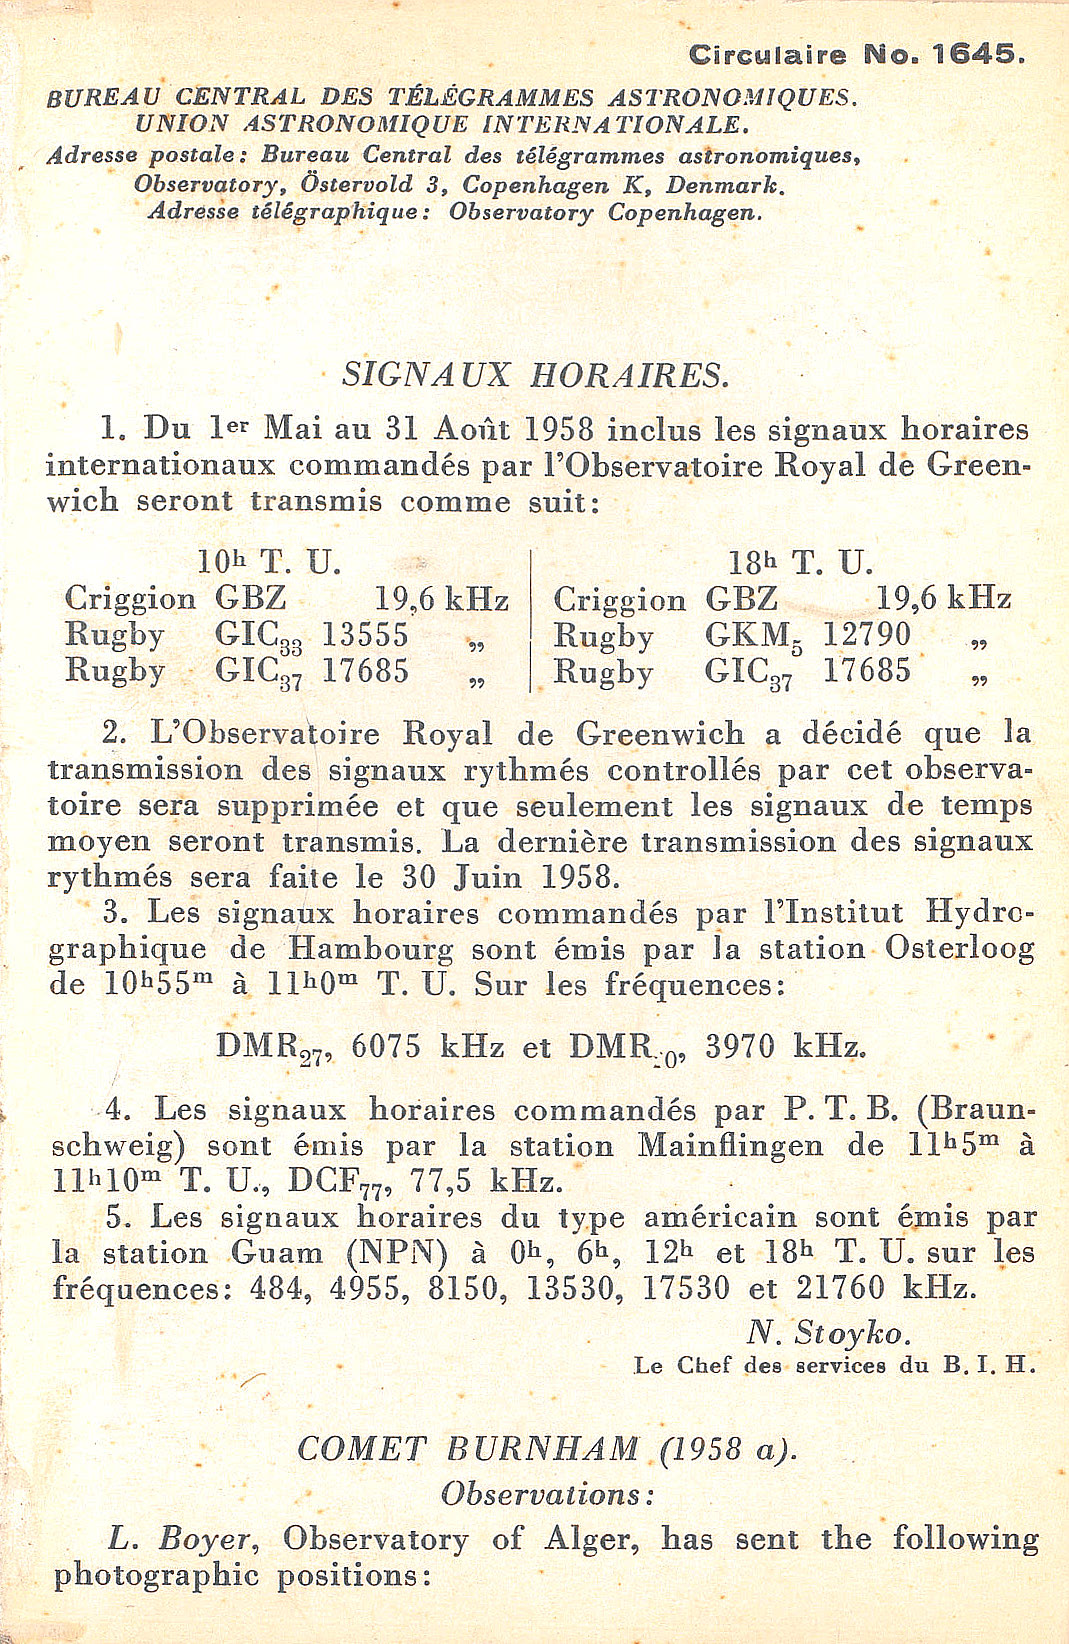 Circulaire No. 1645.
BUREAU CENTRAL DES TÉLÉGRAMMES ASTRONOMIQUES.
UNION ASTRONOMIQUE INTERNATIONALE.
Adresse postale: Bureau Central des télégrammes astronomiques,
Observatory, Östervold 3, Copenhagen K, Denmark.
Adresse télégraphique: Observatory Copenhagen.
SIGNAUX HORAIRES.
1. Du 1er Mai au 31 Août 1958 inclus les signaux horaires
internationaux commandés par l'Observatoire Royal de Green-
wich seront transmis comme suit:
10h T. U. 18h T. U.
Criggion GBZ 19,6 kHz Criggion GBZ 19,6 kHz
Rugby GIC33 13555 „ Rugby GKM5 12790 „
Rugby GIC37 17685 „ Rugby GIC37 17685 „
2. L'Observatoire Royal de Greenwich a décidé que la
transmission des signaux rythmés controllés par cet observa-
toire sera supprimée et que seulement les signaux de temps
moyen seront transmis. La dernière transmission des signaux
rythmés sera faite le 30 Juin 1958.
3. Les signaux horaires commandés par l'Institut Hydro-
graphique de Hambourg sont émis par la station Osterloog
de 10h55m à 11h0m T. U. Sur les fréquences:
DMR27, 6075 kHz et 3970 kHz.
4. Les signaux horaires commandés par P. T. B. (Braun-
schweig) sont émis par la station Mainflingen de 11h5m à
11h10m T. U., DCF77, 77,5 kHz.
5. Les signaux horaires du type américain sont émis par
la station Guam (NPN) à 0h, 6h, 12h et 18h T. U. sur les
fréquences: 484, 4955, 8150, 13530, 17530 et 21760 kHz.
N. Stoyko.
Le Chef des services du B. I. H.
COMET BURNHAM (1958 a).
Observations:
L. Boyer, Observatory of Alger, has sent the following
photographic positions: